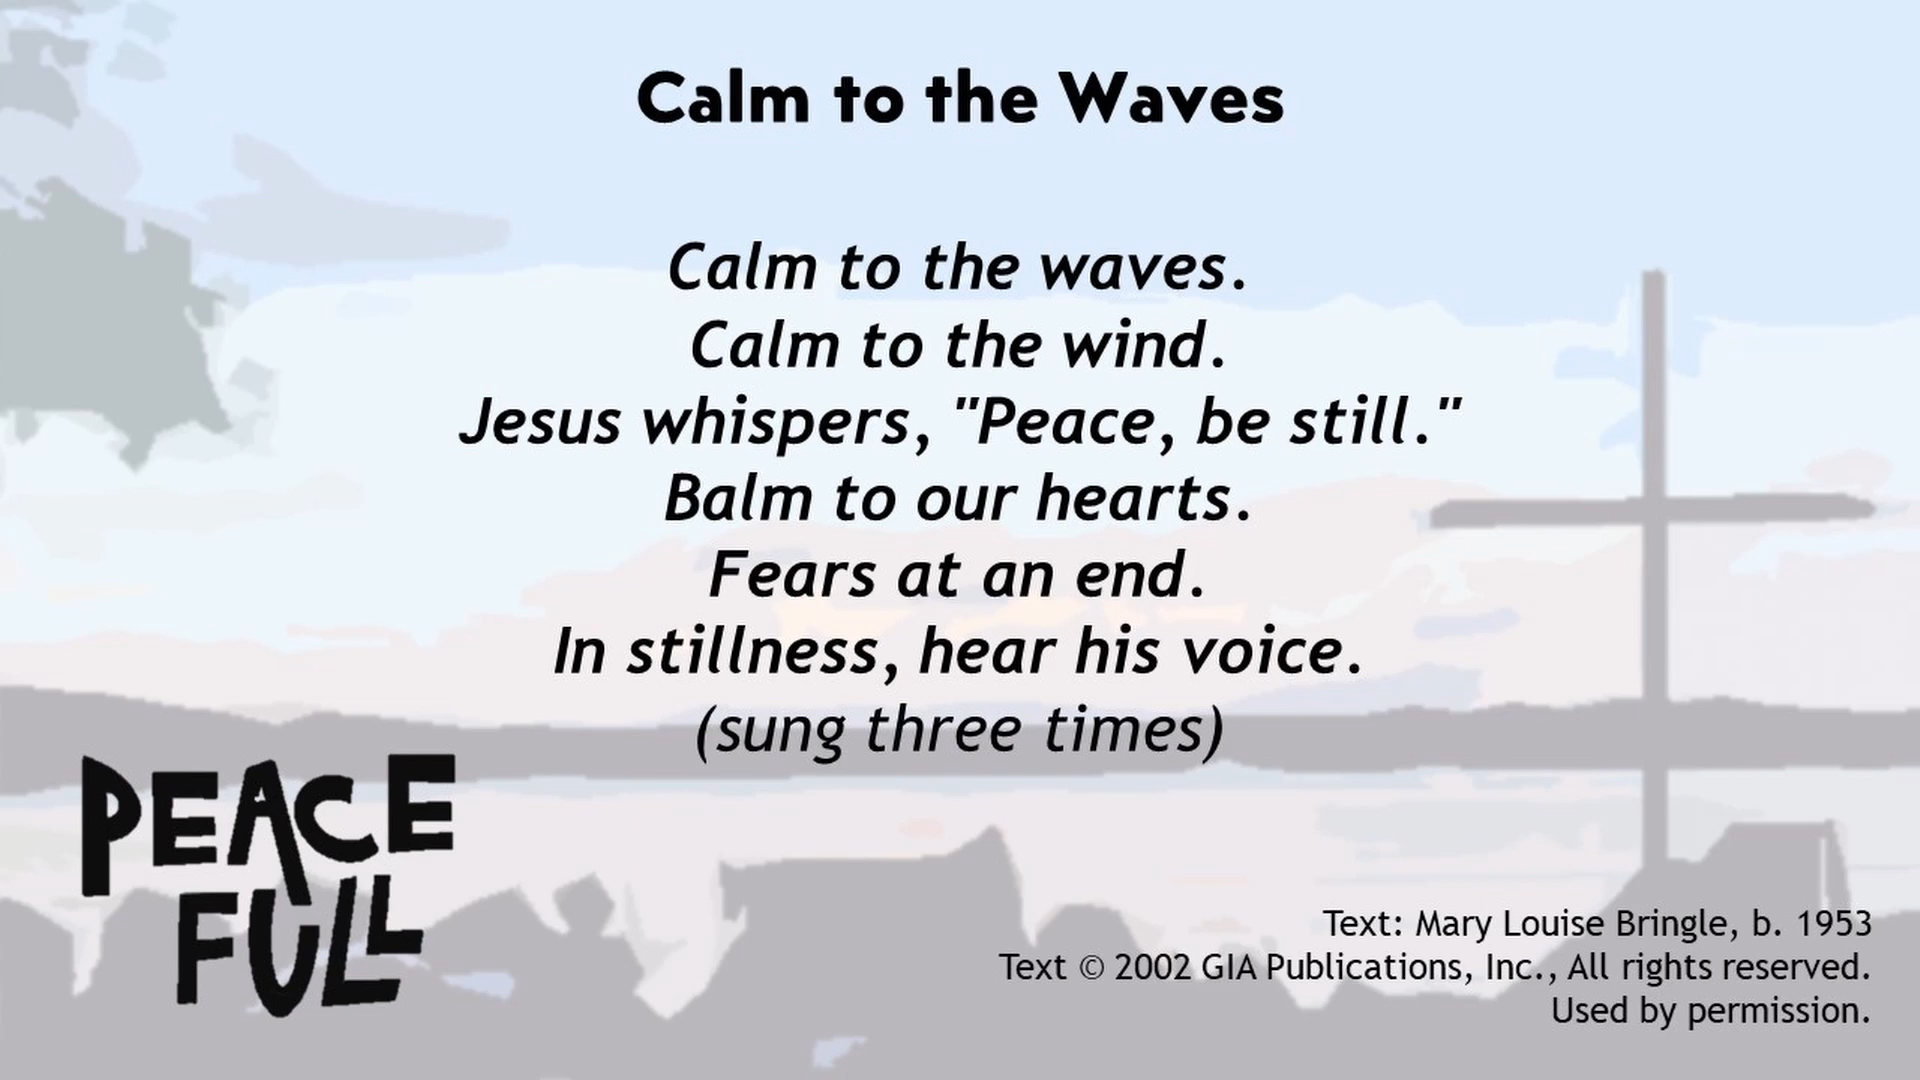 Calm to the Waves
Calm to the waves.
Calm to the wind.
Jesus whispers, "Peace, be still."
Balm to our hearts.
Fears at an end.
In stillness, hear his voice.
(sung three times)
PEACE
FULL
Text: Mary Louise Bringle, b. 1953
Text © 2002 GIA Publications, Inc., All rights reserved.
Used by permission.